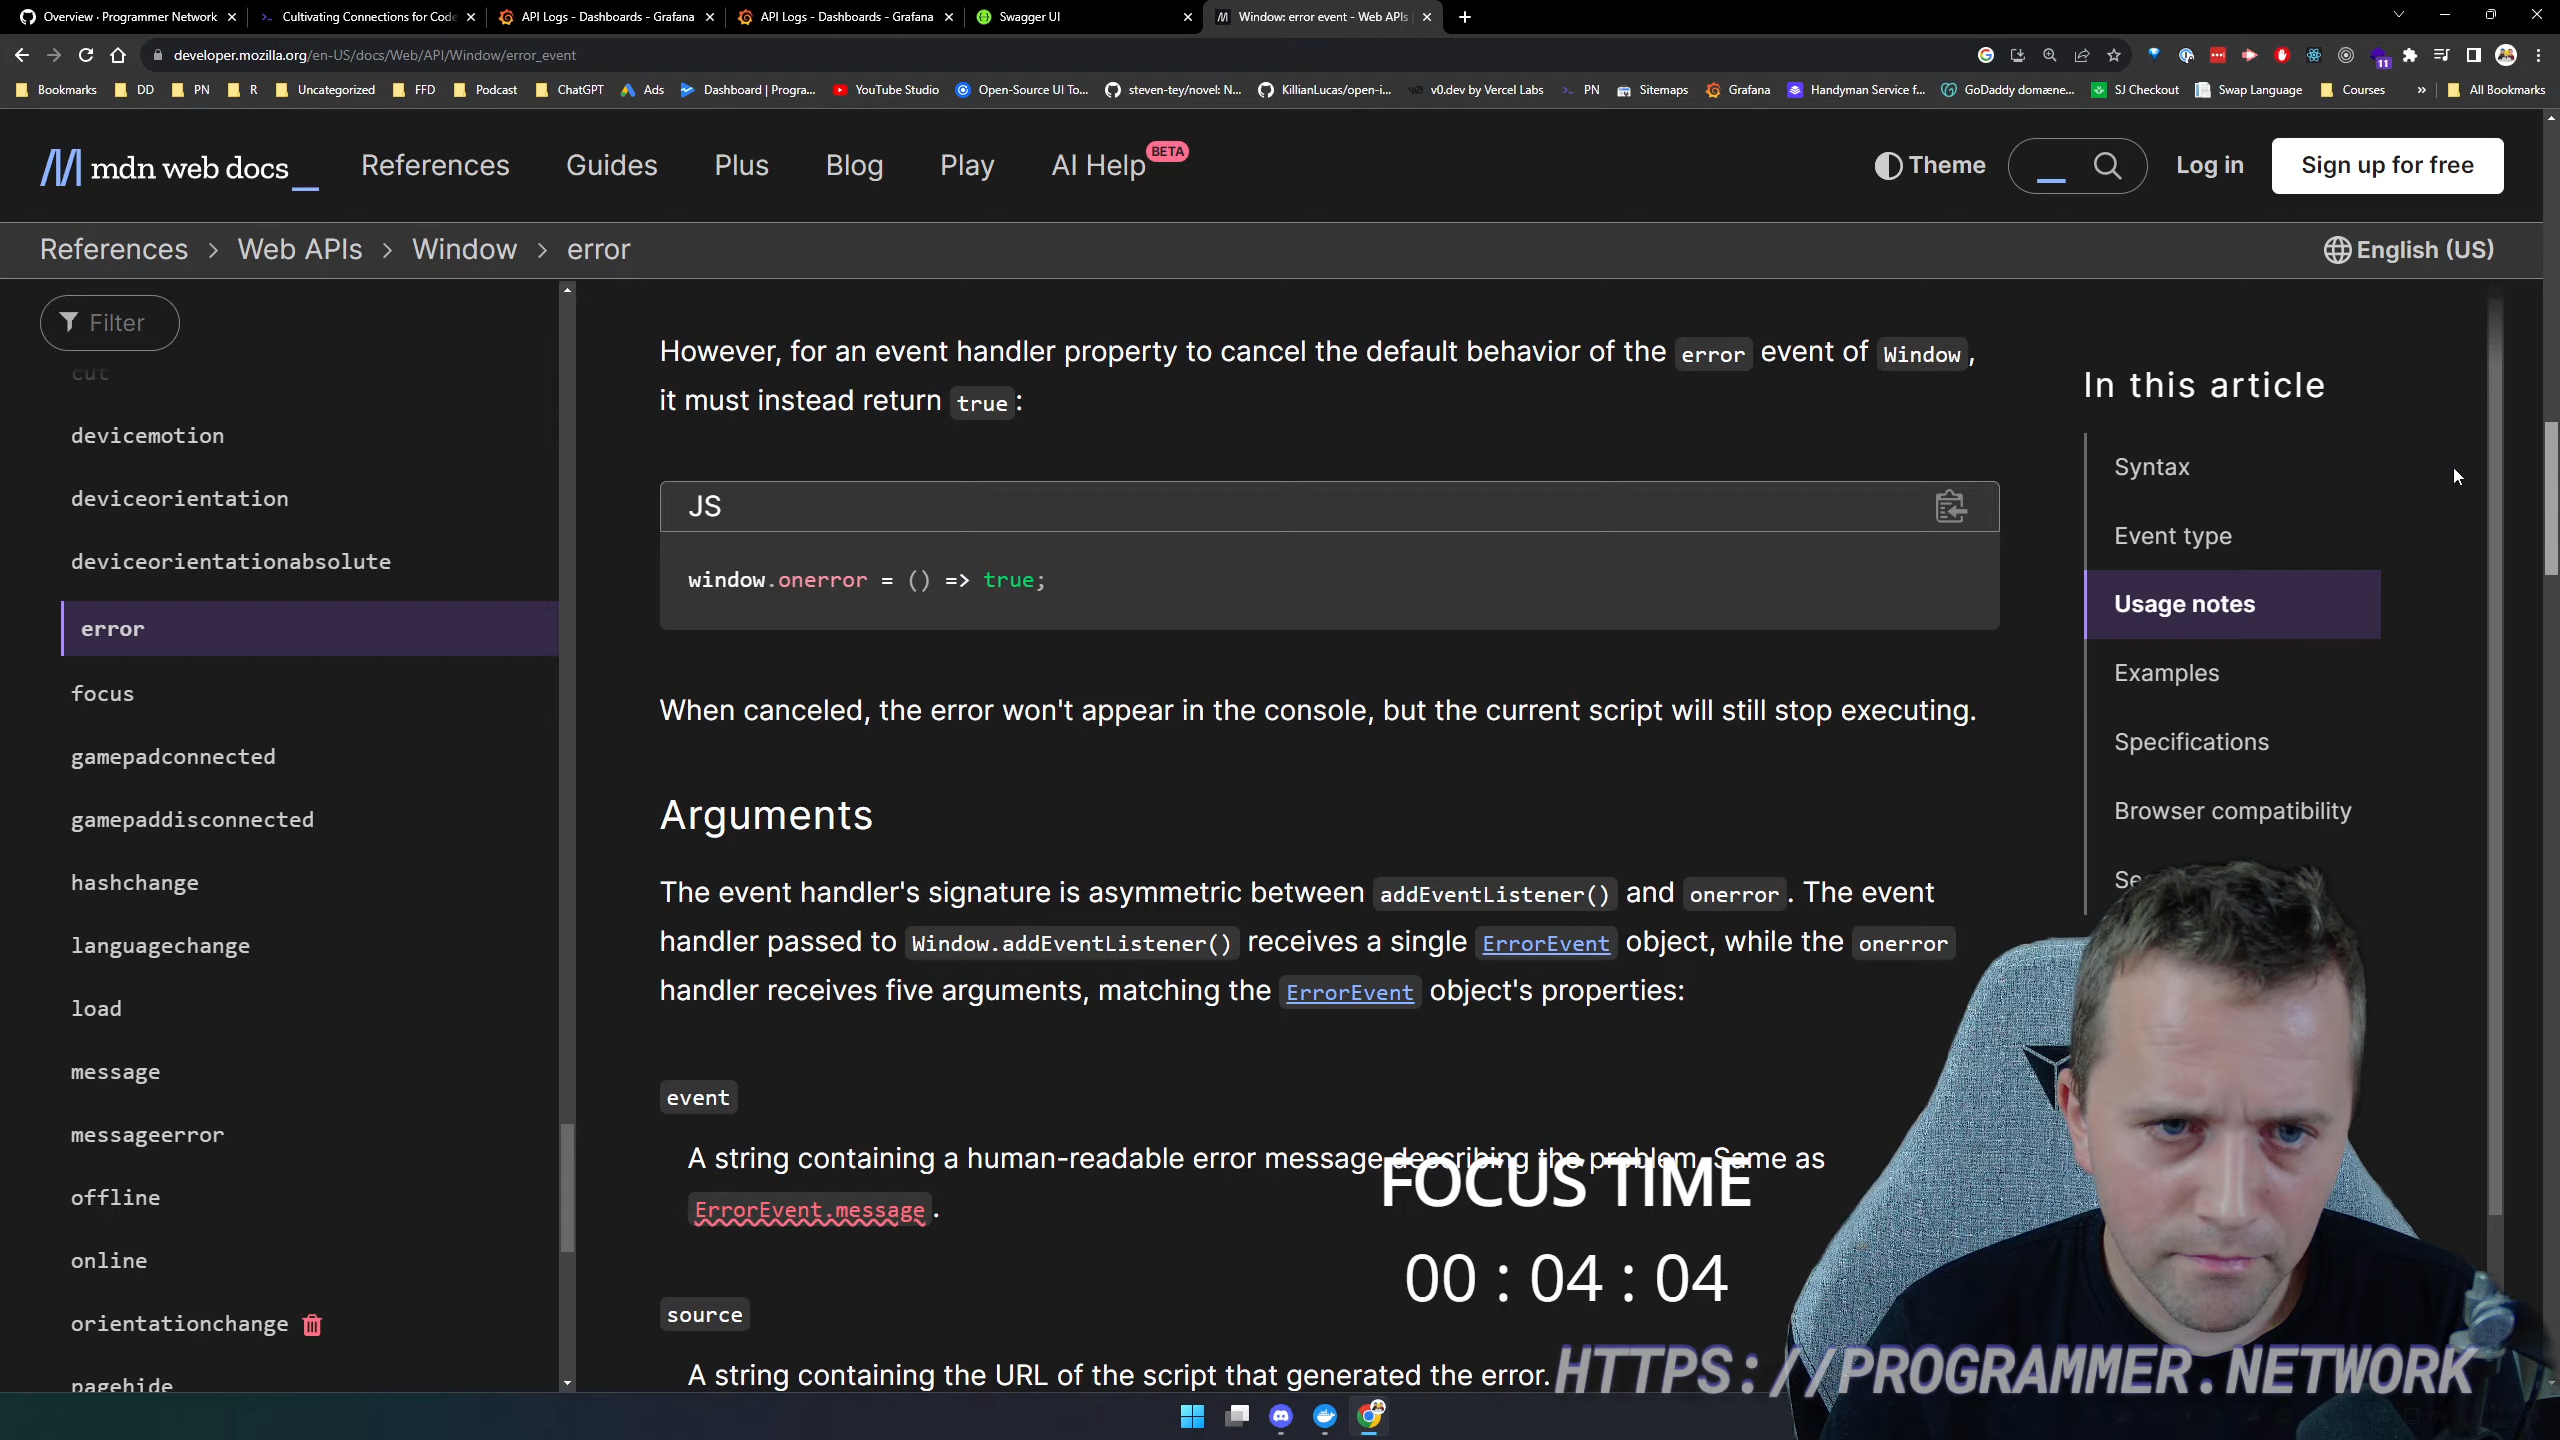 Overview · Programmer Network
Cultivating Connections for Code
API Logs - Dashboards - Grafana
API Logs - Dashboards - Grafana
Swagger UI
Window: error event - Web APIs |
developer.mozilla.org/en-US/docs/Web/API/Window/error_event
11
Bookmarks
DD
PN
R
Uncategorized
FFD
Podcast
ChatGPT
Ads
Dashboard | Progra...
YouTube Studio
Open-Source UI To...
steven-tey/novel: N...
KillianLucas/open-i...
v0.dev by Vercel Labs
PN
Sitemaps
Grafana
Handyman Service f...
GoDaddy domæne...
SJ Checkout
Swap Language
Courses
»
All Bookmarks
mdn web docs_
References
Guides
Plus
Blog
Play
AI Help BETA
Theme
Log in
Sign up for free
References > Web APIs > Window > error
English (US)
Filter
cut
devicemotion
deviceorientation
deviceorientationabsolute
error
focus
gamepadconnected
gamepaddisconnected
hashchange
languagechange
load
message
messageerror
offline
online
orientationchange
pagehide
However, for an event handler property to cancel the default behavior of the error event of Window,
it must instead return true:
JS
window.onerror = () => true;
When canceled, the error won't appear in the console, but the current script will still stop executing.
Arguments
The event handler's signature is asymmetric between addEventListener() and onerror. The event
handler passed to Window.addEventListener() receives a single ErrorEvent object, while the onerror
handler receives five arguments, matching the ErrorEvent object's properties:
event
A string containing a human-readable error message describing the problem. Same as
ErrorEvent.message.
source
A string containing the URL of the script that generated the error.
In this article
Syntax
Event type
Usage notes
Examples
Specifications
Browser compatibility
FOCUS TIME
00 : 04 : 04
HTTPS://PROGRAMMER.NETWORK